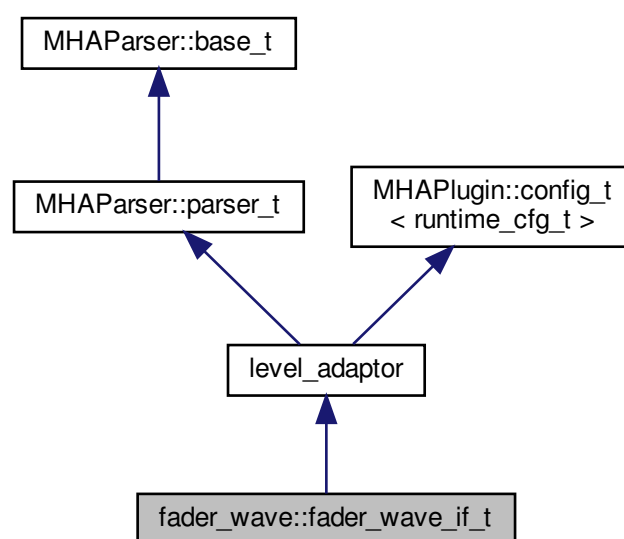 MHAParser::base_t
MHAParser::parser_t
MHAPlugin::config_t
< runtime_cfg_t >
level_adaptor
fader_wave::fader_wave_if_t